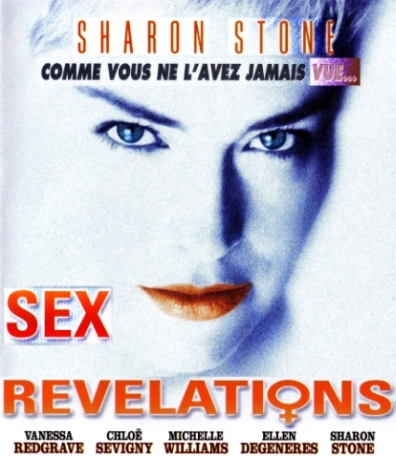 SHARON STONE
COMME VOUS NE L'AVEZ JAMAIS VUE...
SEX
REVELATIONS
VANESSA REDGRAVE
CHLOË SEVIGNY
MICHELLE WILLIAMS
ELLEN DEGENERES
SHARON STONE